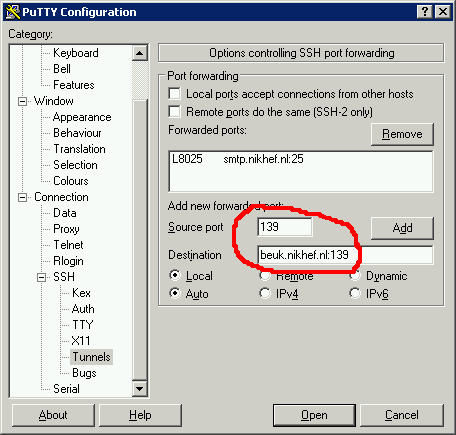 PuTTY Configuration
Category:
Keyboard
Bell
Features
Window
Appearance
Behaviour
Translation
Selection
Colours
Connection
Data
Proxy
Telnet
Rlogin
SSH
Kex
Auth
TTY
X11
Tunnels
Bugs
Serial
Options controlling SSH port forwarding
Port forwarding
Local ports accept connections from other hosts
Remote ports do the same (SSH-2 only)
Forwarded ports:
Remove
L8025 smtp.nikhef.nl:25
Add new forwarded port:
Source port 139 Add
Destination beuk.nikhef.nl:139
Local Remote Dynamic
Auto IPv4 IPv6
About Help Open Cancel